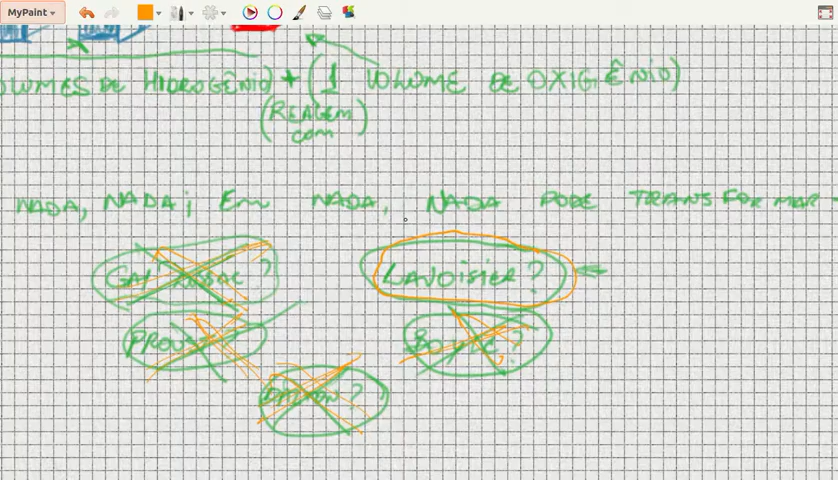 MyPaint
OLUMES DE HIDROGÊNIO + (1 VOLUME DE OXIGÊNIO)
(REAGEM
COM)
NADA, NADA; EM NADA, NADA PODE TRANSFORMAR-
GAY LUSSAC ? LAVOISIER?
PROUST BOYLE?
DALTON?